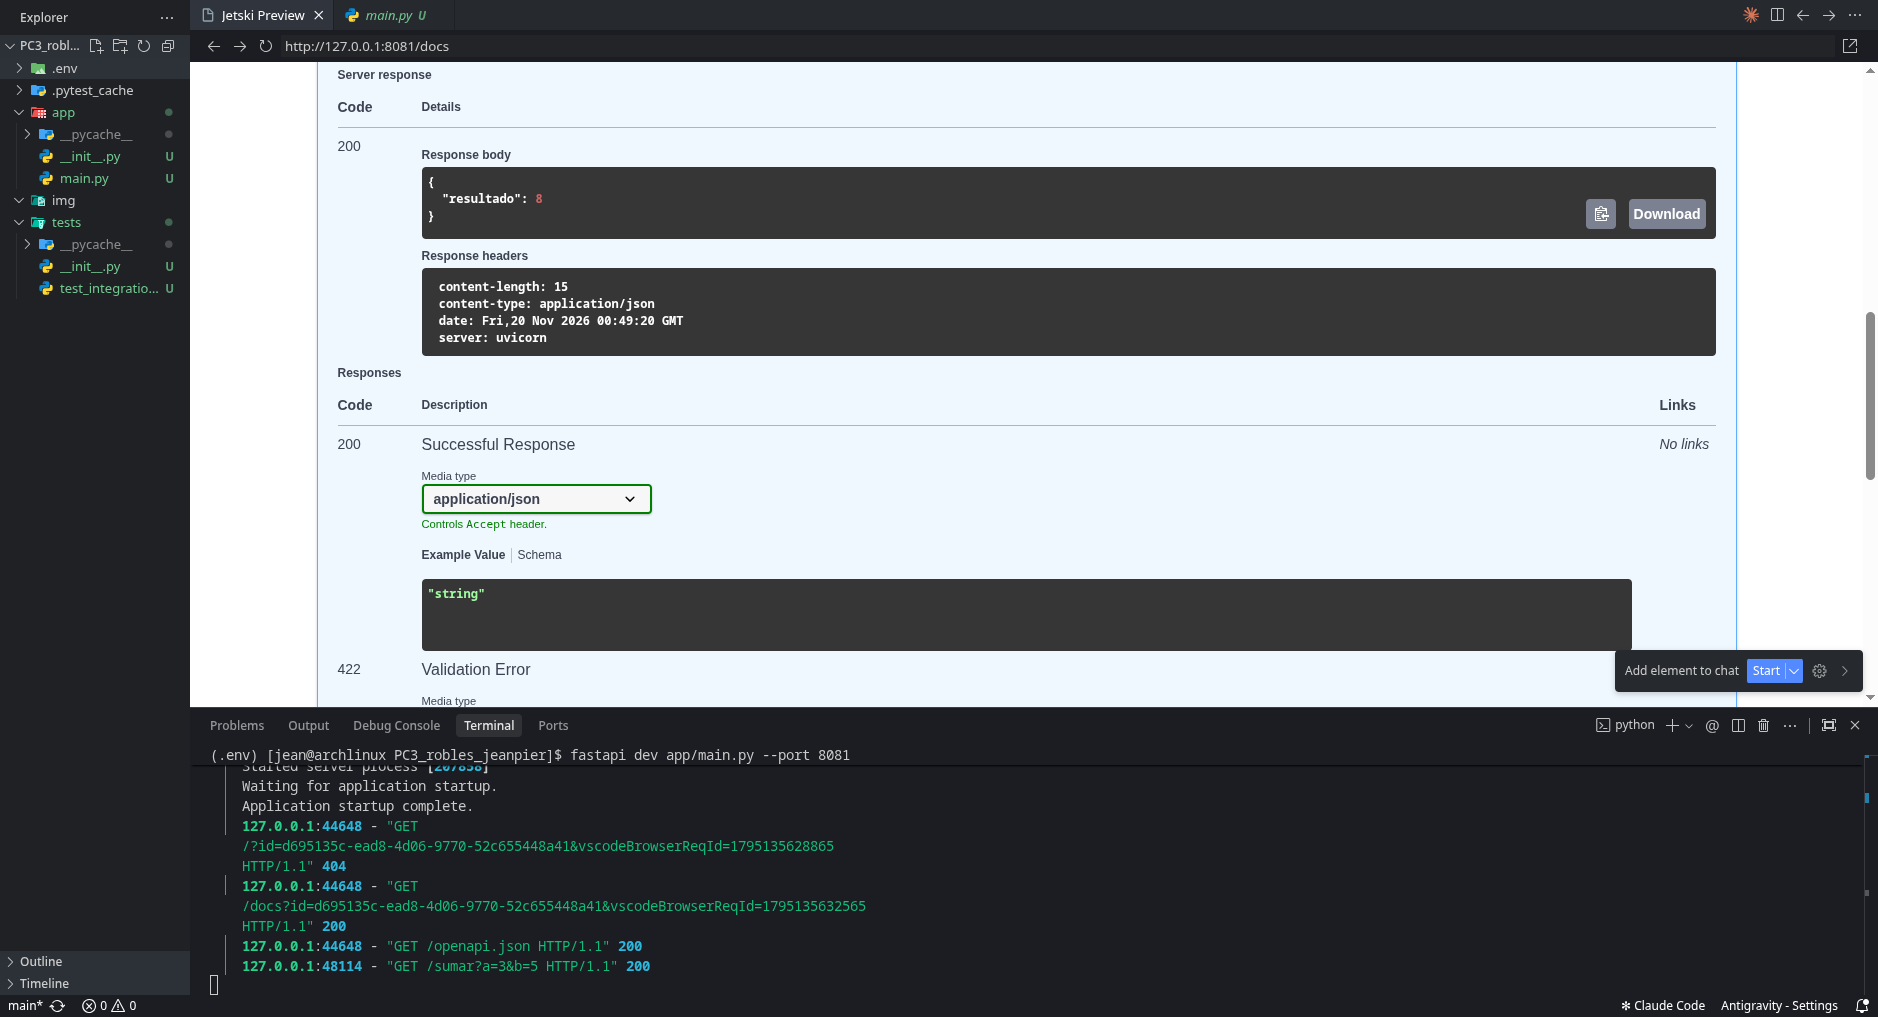 Explorer
Jetski Preview
main.py U
PC3_robl...
http://127.0.0.1:8081/docs
.env
.pytest_cache
app
__pycache__
__init__.py U
main.py U
img
tests
__pycache__
__init__.py U
test_integratio... U
Outline
Timeline
Server response
Code Details
200
Response body
{
"resultado": 8
}
Download
Response headers
content-length: 15
content-type: application/json
date: Fri,20 Nov 2026 00:49:20 GMT
server: uvicorn
Responses
Code Description Links
200 Successful Response No links
Media type
application/json
Controls Accept header.
Example Value Schema
"string"
422 Validation Error
Media type
Add element to chat Start
Problems Output Debug Console Terminal Ports python
(.env) [jean@archlinux PC3_robles_jeanpier]$ fastapi dev app/main.py --port 8081
Started server process [207858]
Waiting for application startup.
Application startup complete.
127.0.0.1:44648 - "GET
/?id=d695135c-ead8-4d06-9770-52c655448a41&vscodeBrowserReqId=1795135628865
HTTP/1.1" 404
127.0.0.1:44648 - "GET
/docs?id=d695135c-ead8-4d06-9770-52c655448a41&vscodeBrowserReqId=1795135632565
HTTP/1.1" 200
127.0.0.1:44648 - "GET /openapi.json HTTP/1.1" 200
127.0.0.1:48114 - "GET /sumar?a=3&b=5 HTTP/1.1" 200
main* 0 0 Claude Code Antigravity - Settings